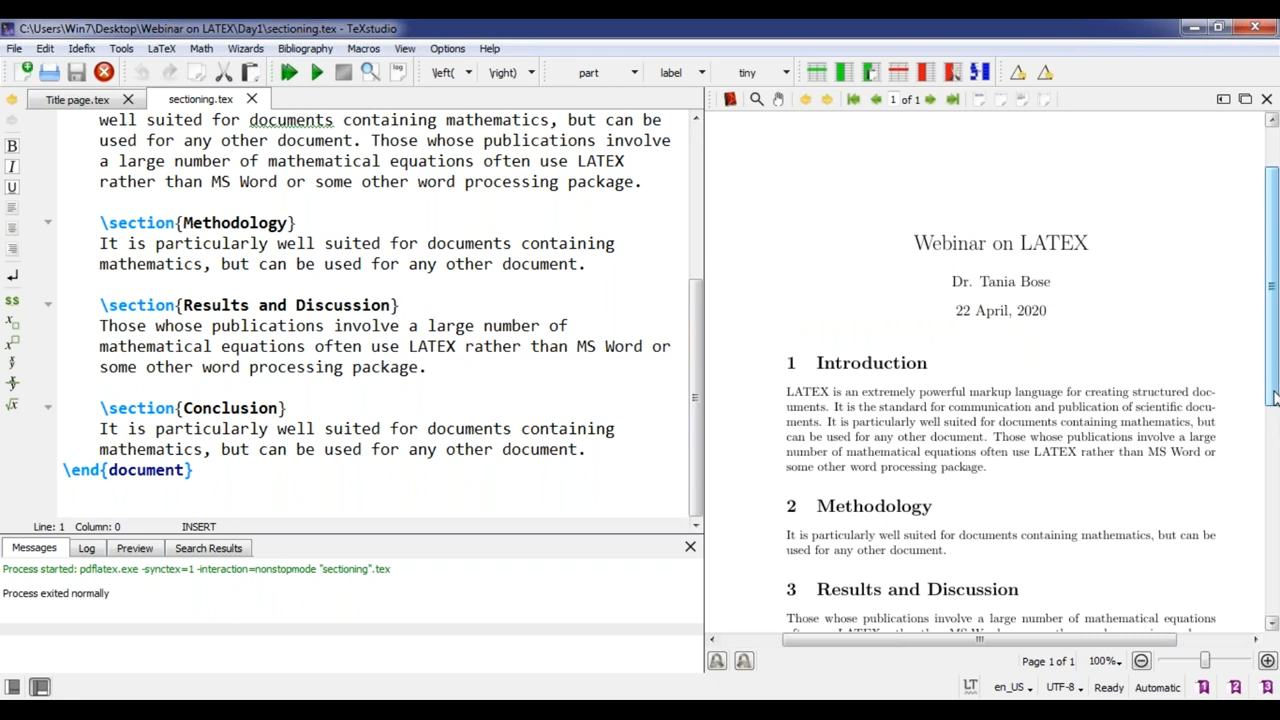 C:\Users\Win7\Desktop\Webinar on LATEX\Day1\sectioning.tex - TeXstudio
File Edit Idefix Tools LaTeX Math Wizards Bibliography Macros View Options Help
log \left( \right) part label tiny
Title page.tex sectioning.tex 1 of 1
well suited for documents containing mathematics, but can be
used for any other document. Those whose publications involve
a large number of mathematical equations often use LATEX
rather than MS Word or some other word processing package.
\section{Methodology}
It is particularly well suited for documents containing
mathematics, but can be used for any other document.
\section{Results and Discussion}
Those whose publications involve a large number of
mathematical equations often use LATEX rather than MS Word or
some other word processing package.
\section{Conclusion}
It is particularly well suited for documents containing
mathematics, but can be used for any other document.
\end{document}
Line: 1 Column: 0 INSERT
Messages Log Preview Search Results
Process started: pdflatex.exe -synctex=1 -interaction=nonstopmode "sectioning".tex
Process exited normally
Webinar on LATEX
Dr. Tania Bose
22 April, 2020
1 Introduction
LATEX is an extremely powerful markup language for creating structured doc-
uments. It is the standard for communication and publication of scientific docu-
ments. It is particularly well suited for documents containing mathematics, but
can be used for any other document. Those whose publications involve a large
number of mathematical equations often use LATEX rather than MS Word or
some other word processing package.
2 Methodology
It is particularly well suited for documents containing mathematics, but can be
used for any other document.
3 Results and Discussion
Those whose publications involve a large number of mathematical equations
Page 1 of 1 100%
LT en_US UTF-8 Ready Automatic 1 2 3